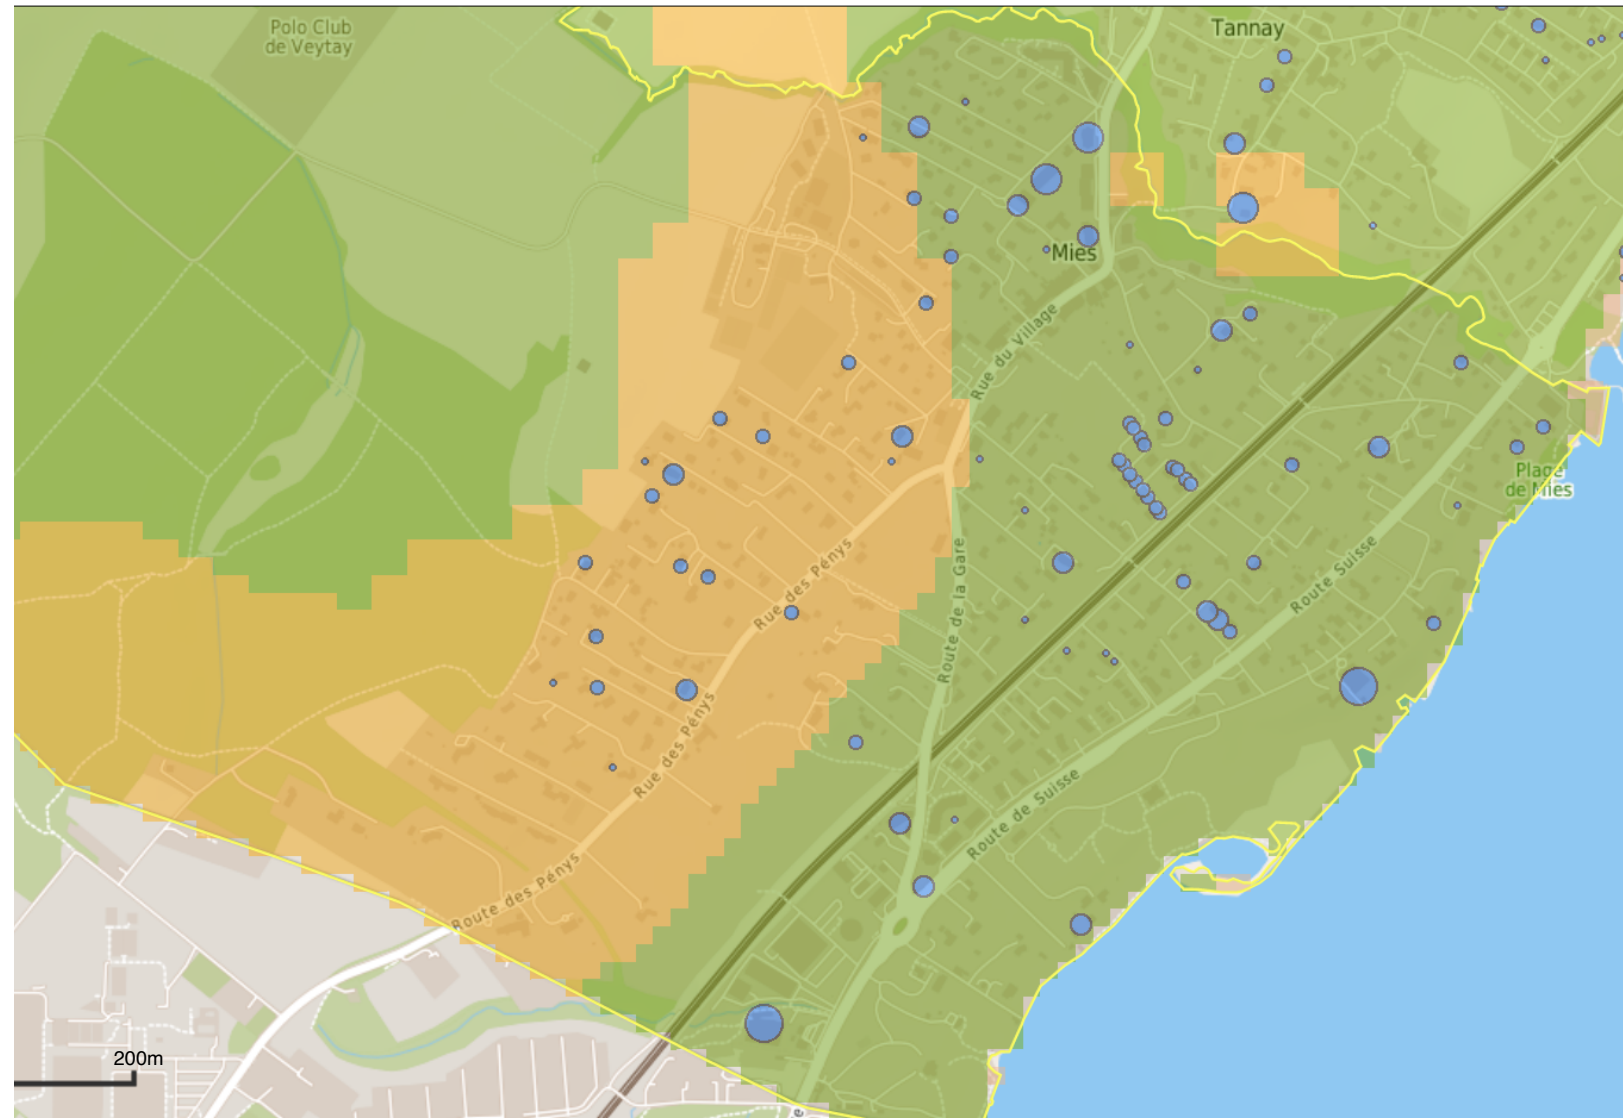 Polo Club
de Veytay
Tannay
Mies
Rue du Village
Plage
de Mies
Rue des Pénys
Route de la Gare
Route Suisse
Rue des Pénys
Route de Suisse
Route des Pénys
200m